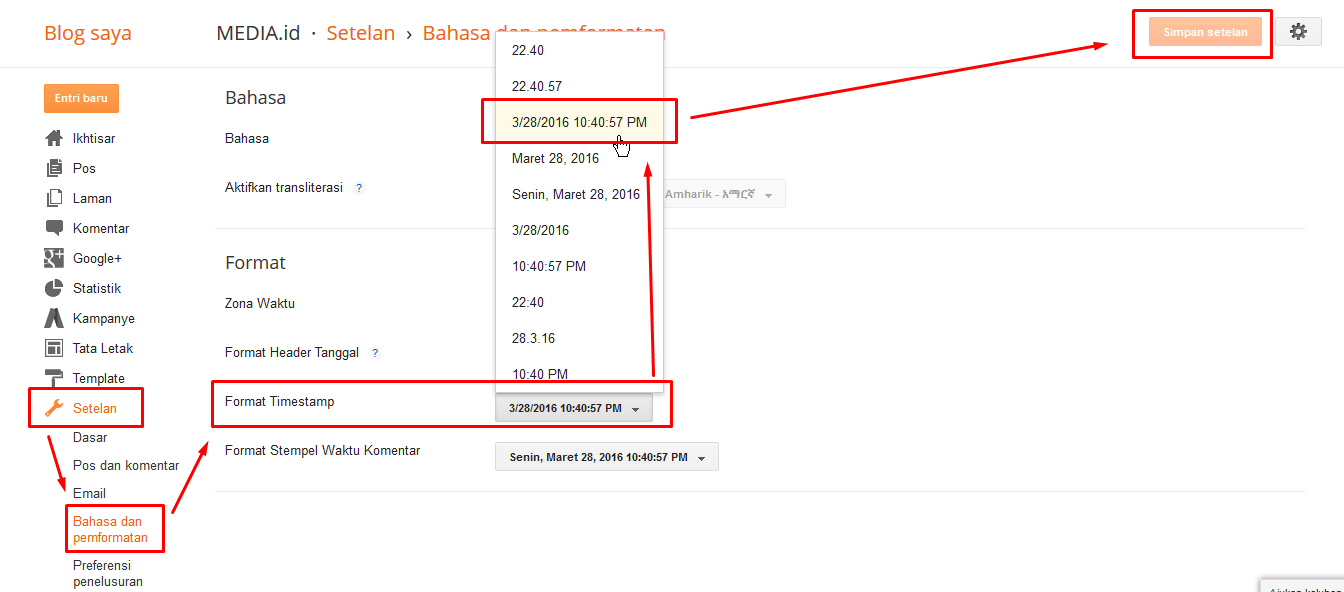 Blog saya
MEDIA.id · Setelan › Bahasa dan pemformatan
Simpan setelan
Entri baru
Ikhtisar
Pos
Laman
Komentar
Google+
Statistik
Kampanye
Tata Letak
Template
Setelan
Dasar
Pos dan komentar
Email
Bahasa dan
pemformatan
Preferensi
penelusuran
Bahasa
Bahasa
Aktifkan transliterasi ?
Amharik - አማርኛ
Format
Zona Waktu
Format Header Tanggal ?
Format Timestamp
3/28/2016 10:40:57 PM
Format Stempel Waktu Komentar
Senin, Maret 28, 2016 10:40:57 PM
22.40
22.40.57
3/28/2016 10:40:57 PM
Maret 28, 2016
Senin, Maret 28, 2016
3/28/2016
10:40:57 PM
22:40
28.3.16
10:40 PM